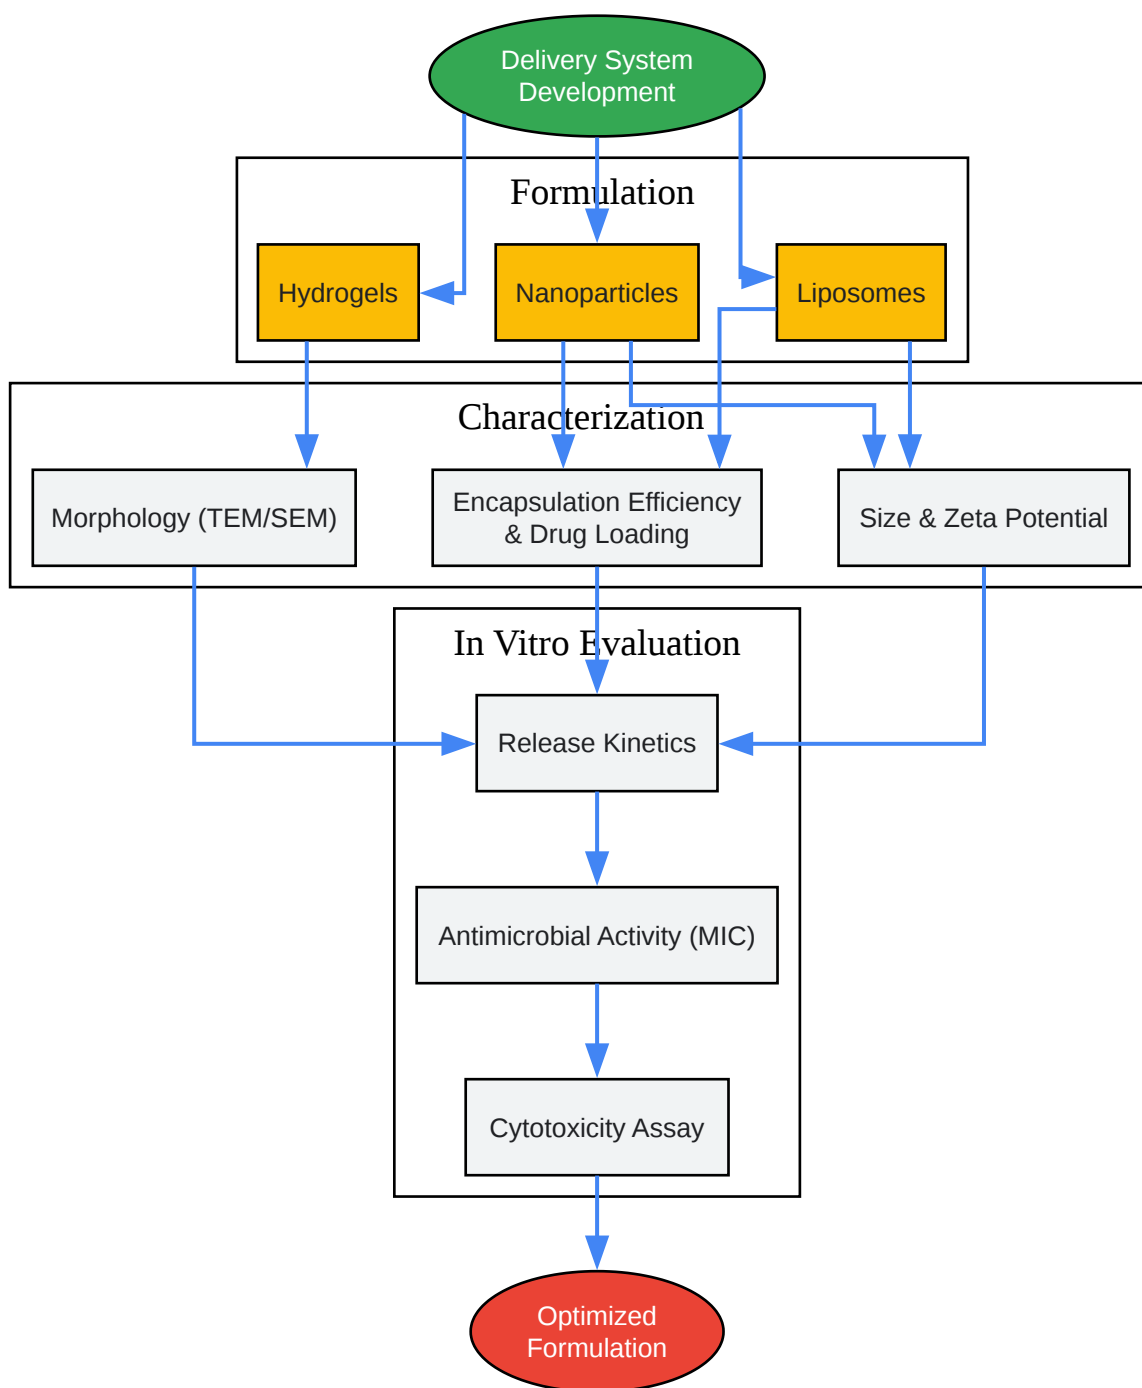 Delivery System
Development
Formulation
Hydrogels
Nanoparticles
Liposomes
Characterization
Morphology (TEM/SEM)
Encapsulation Efficiency
& Drug Loading
Size & Zeta Potential
In Vitro Evaluation
Release Kinetics
Antimicrobial Activity (MIC)
Cytotoxicity Assay
Optimized
Formulation